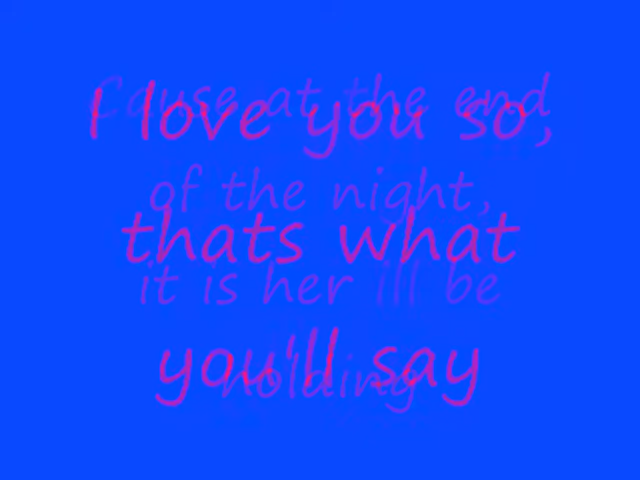 Cause at the end
I love you so,
of the night,
thats what
it is her ill be
you'll say
holding